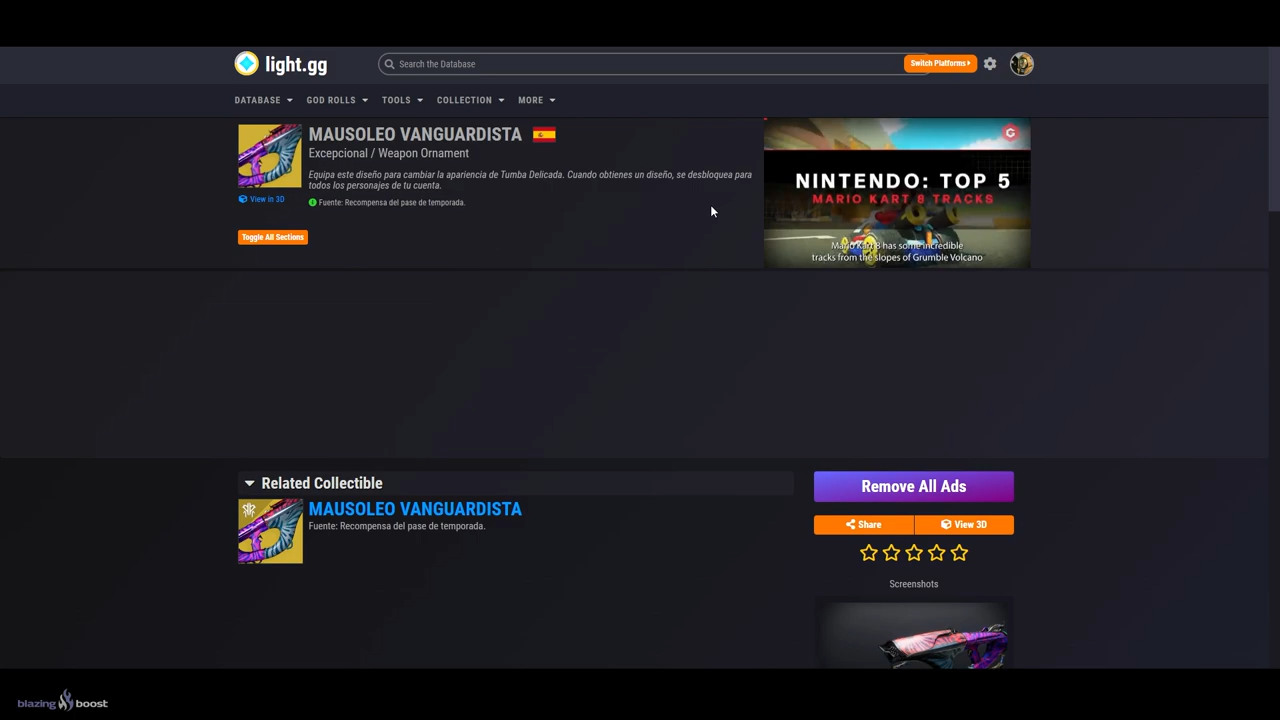 light.gg
Search the Database
Switch Platforms
DATABASE
GOD ROLLS
TOOLS
COLLECTION
MORE
MAUSOLEO VANGUARDISTA
Excepcional / Weapon Ornament
Equipa este diseño para cambiar la apariencia de Tumba Delicada. Cuando obtienes un diseño, se desbloquea para
todos los personajes de tu cuenta.
View in 3D
Fuente: Recompensa del pase de temporada.
Toggle All Sections
NINTENDO: TOP 5
MARIO KART 8 TRACKS
Mario Kart 8 has some incredible
tracks from the slopes of Grumble Volcano
Related Collectible
MAUSOLEO VANGUARDISTA
Fuente: Recompensa del pase de temporada.
Remove All Ads
Share
View 3D
Screenshots
blazing boost